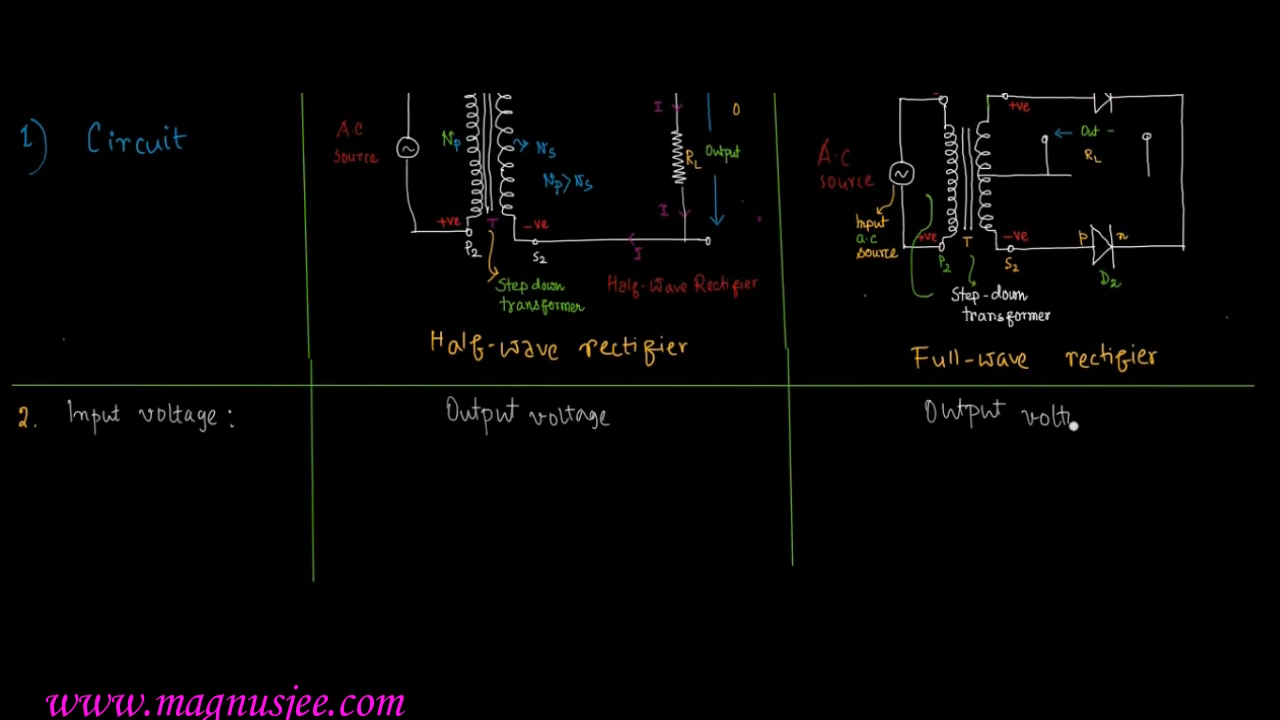 1) Circuit
A.C
source
Np
Ns
Np>Ns
I
RL
O
Output
I
+ve
T
-ve
P2
S2
I
Step down
transformer
Half-Wave Rectifier
Half-wave rectifier
+ve
Out -
RL
A.C
source
Input
a.c
source
+ve
P2
T
-ve
S2
p
n
D2
Step-down
transformer
Full-wave rectifier
2. Input voltage:
Output voltage
Output volt
www.magnusjee.com